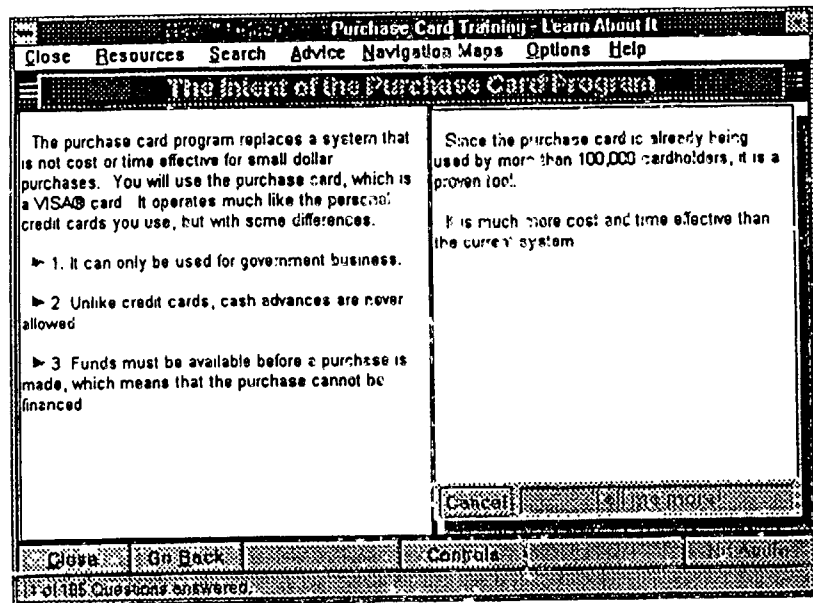 Purchase Card Training - Learn About It
Close Resources Search Advice Navigation Maps Options Help
The Intent of the Purchase Card Program
The purchase card program replaces a system that
is not cost or time effective for small dollar
purchases. You will use the purchase card, which is
a VISA® card It operates much like the personal
credit cards you use, but with some differences.
► 1. It can only be used for government business.
► 2 Unlike credit cards, cash advances are never
allowed
► 3 Funds must be available before a purchase is
made, which means that the purchase cannot be
financed
Since the purchase card is already being
used by more than 100,000 cardholders, it is a
proven tool.
It is much more cost and time effective than
the current system
Cancel me more
Close Go Back Controls Audio
of 185 Questions answered.